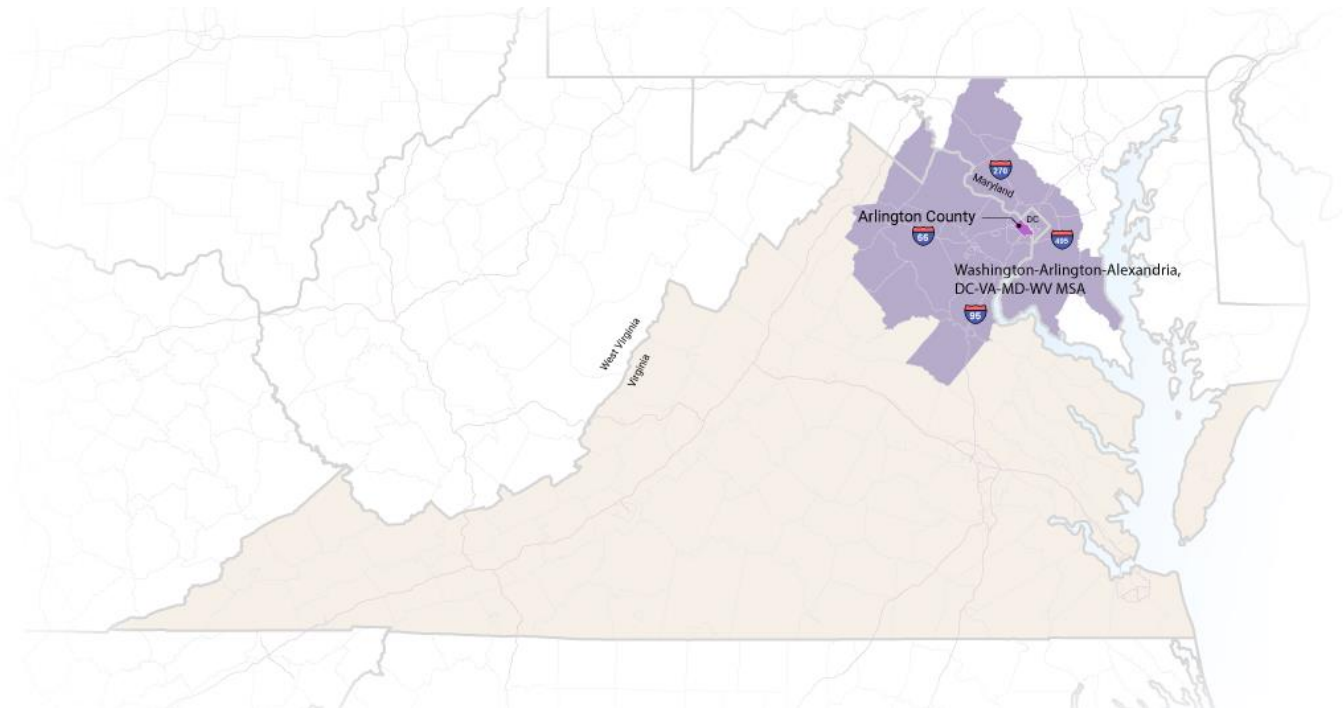 270
Maryland
Arlington County
DC
66
495
Washington-Arlington-Alexandria,
DC-VA-MD-WV MSA
95
West Virginia
Virginia